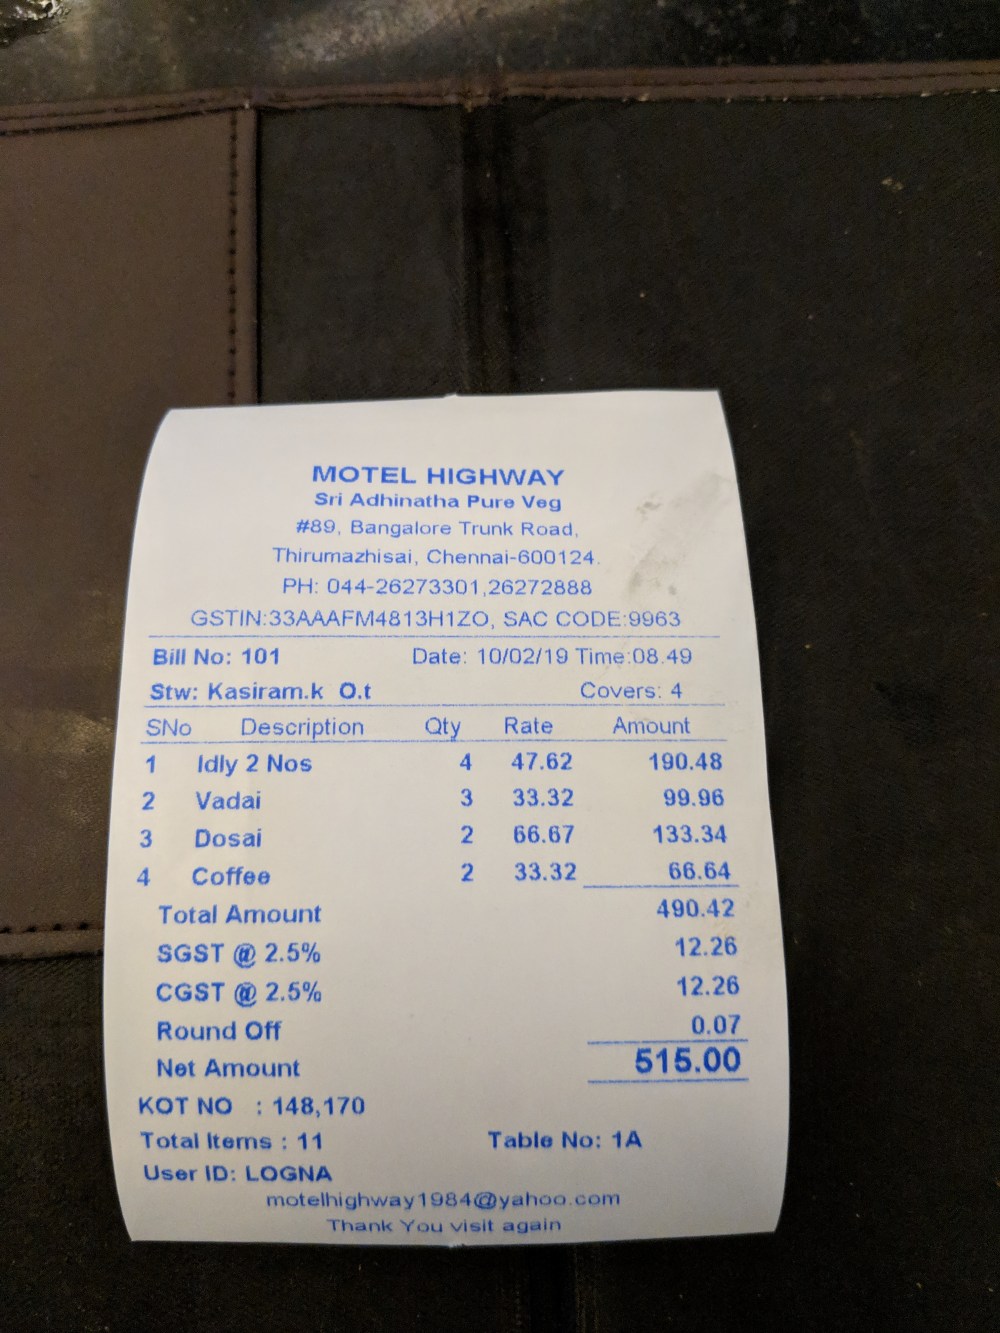 MOTEL HIGHWAY
Sri Adhinatha Pure Veg
#89, Bangalore Trunk Road,
Thirumazhisai, Chennai-600124.
PH: 044-26273301,26272888
GSTIN:33AAAFM4813H1ZO, SAC CODE:9963
Bill No: 101 Date: 10/02/19 Time:08.49
Stw: Kasiram.k O.t Covers: 4
SNo Description Qty Rate Amount
1 Idly 2 Nos 4 47.62 190.48
2 Vadai 3 33.32 99.96
3 Dosai 2 66.67 133.34
4 Coffee 2 33.32 66.64
Total Amount 490.42
SGST @ 2.5% 12.26
CGST @ 2.5% 12.26
Round Off 0.07
Net Amount 515.00
KOT NO : 148,170
Total Items : 11 Table No: 1A
User ID: LOGNA
motelhighway1984@yahoo.com
Thank You visit again